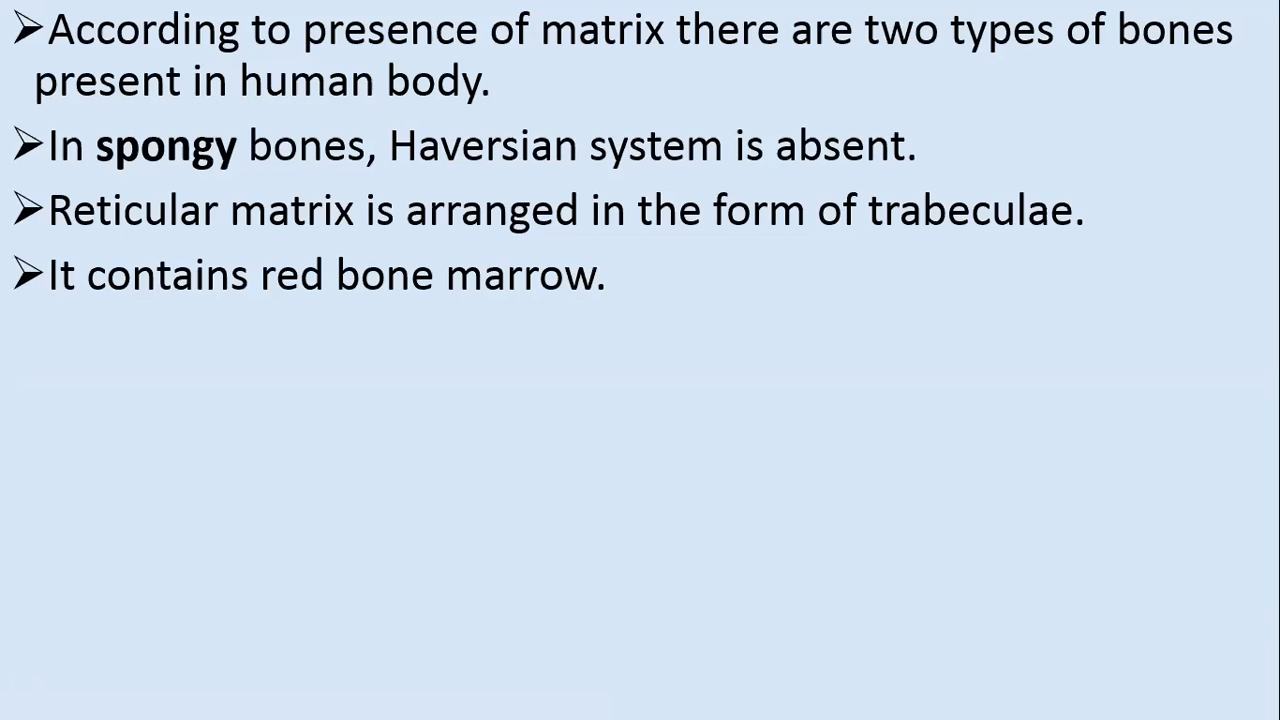 ➢According to presence of matrix there are two types of bones
present in human body.
➢In spongy bones, Haversian system is absent.
➢Reticular matrix is arranged in the form of trabeculae.
➢It contains red bone marrow.